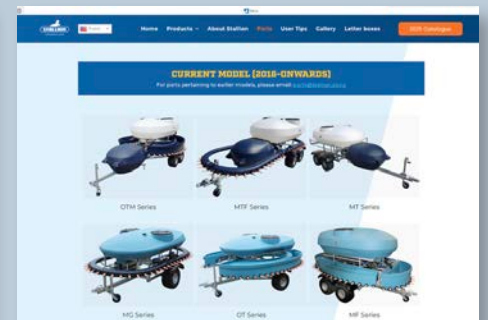 STALLION
Home Products About Stallion Parts User Tips Gallery Letter boxes
2025 Catalogue
CURRENT MODEL (2016-ONWARDS)
For parts pertaining to earlier models, please email
OTM Series MTF Series MT Series
MG Series OT Series MF Series